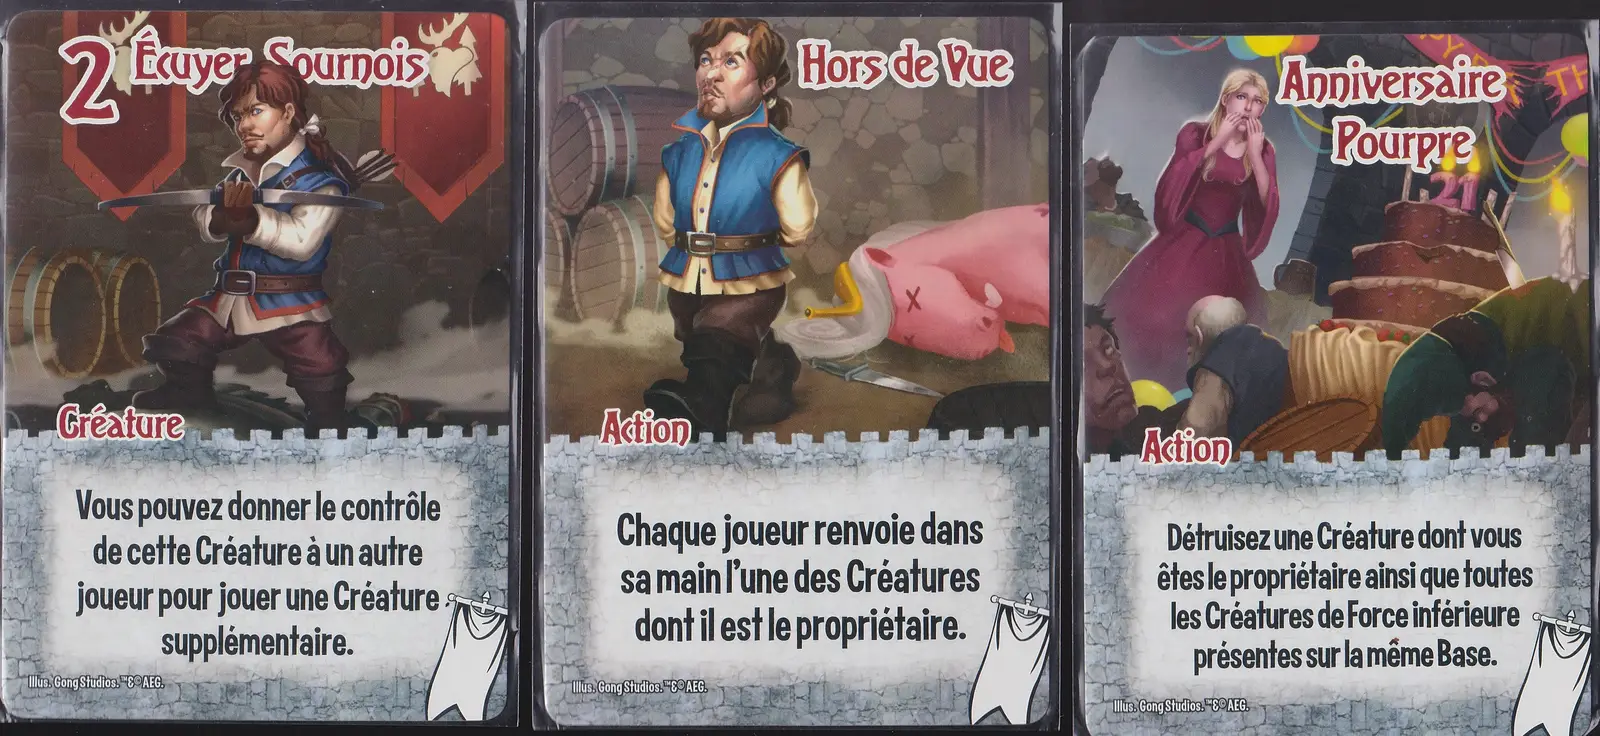 2 Écuyer Sournois
Créature
Vous pouvez donner le contrôle
de cette Créature à un autre
joueur pour jouer une Créature
supplémentaire.
Illus. Gong Studios. ™&© AEG.
Hors de Vue
Action
Chaque joueur renvoie dans
sa main l'une des Créatures
dont il est le propriétaire.
Illus. Gong Studios. ™&© AEG.
Anniversaire
Pourpre
21
Action
Détruisez une Créature dont vous
êtes le propriétaire ainsi que toutes
les Créatures de Force inférieure
présentes sur la même Base.
Illus. Gong Studios. ™&© AEG.